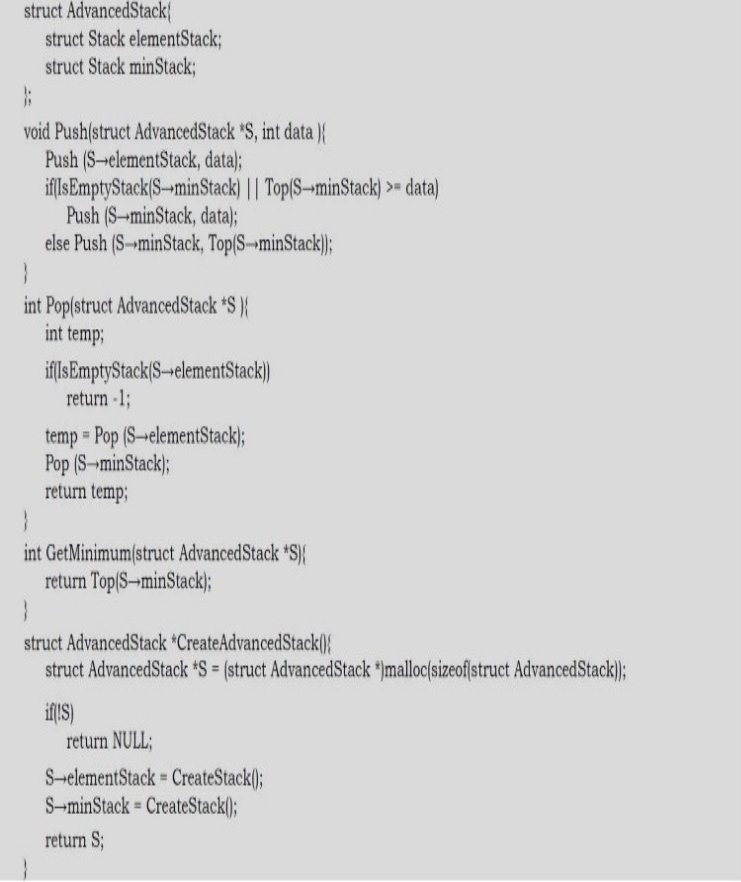 struct AdvancedStack{
struct Stack elementStack;
struct Stack minStack;
};
void Push(struct AdvancedStack *S, int data ){
Push (S→elementStack, data);
if(IsEmptyStack(S→minStack) || Top(S→minStack) >= data)
Push (S→minStack, data);
else Push (S→minStack, Top(S→minStack));
}
int Pop(struct AdvancedStack *S ){
int temp;
if(IsEmptyStack(S→elementStack))
return -1;
temp = Pop (S→elementStack);
Pop (S→minStack);
return temp;
}
int GetMinimum(struct AdvancedStack *S){
return Top(S→minStack);
}
struct AdvancedStack *CreateAdvancedStack(){
struct AdvancedStack *S = (struct AdvancedStack *)malloc(sizeof(struct AdvancedStack));
if(!S)
return NULL;
S→elementStack = CreateStack();
S→minStack = CreateStack();
return S;
}